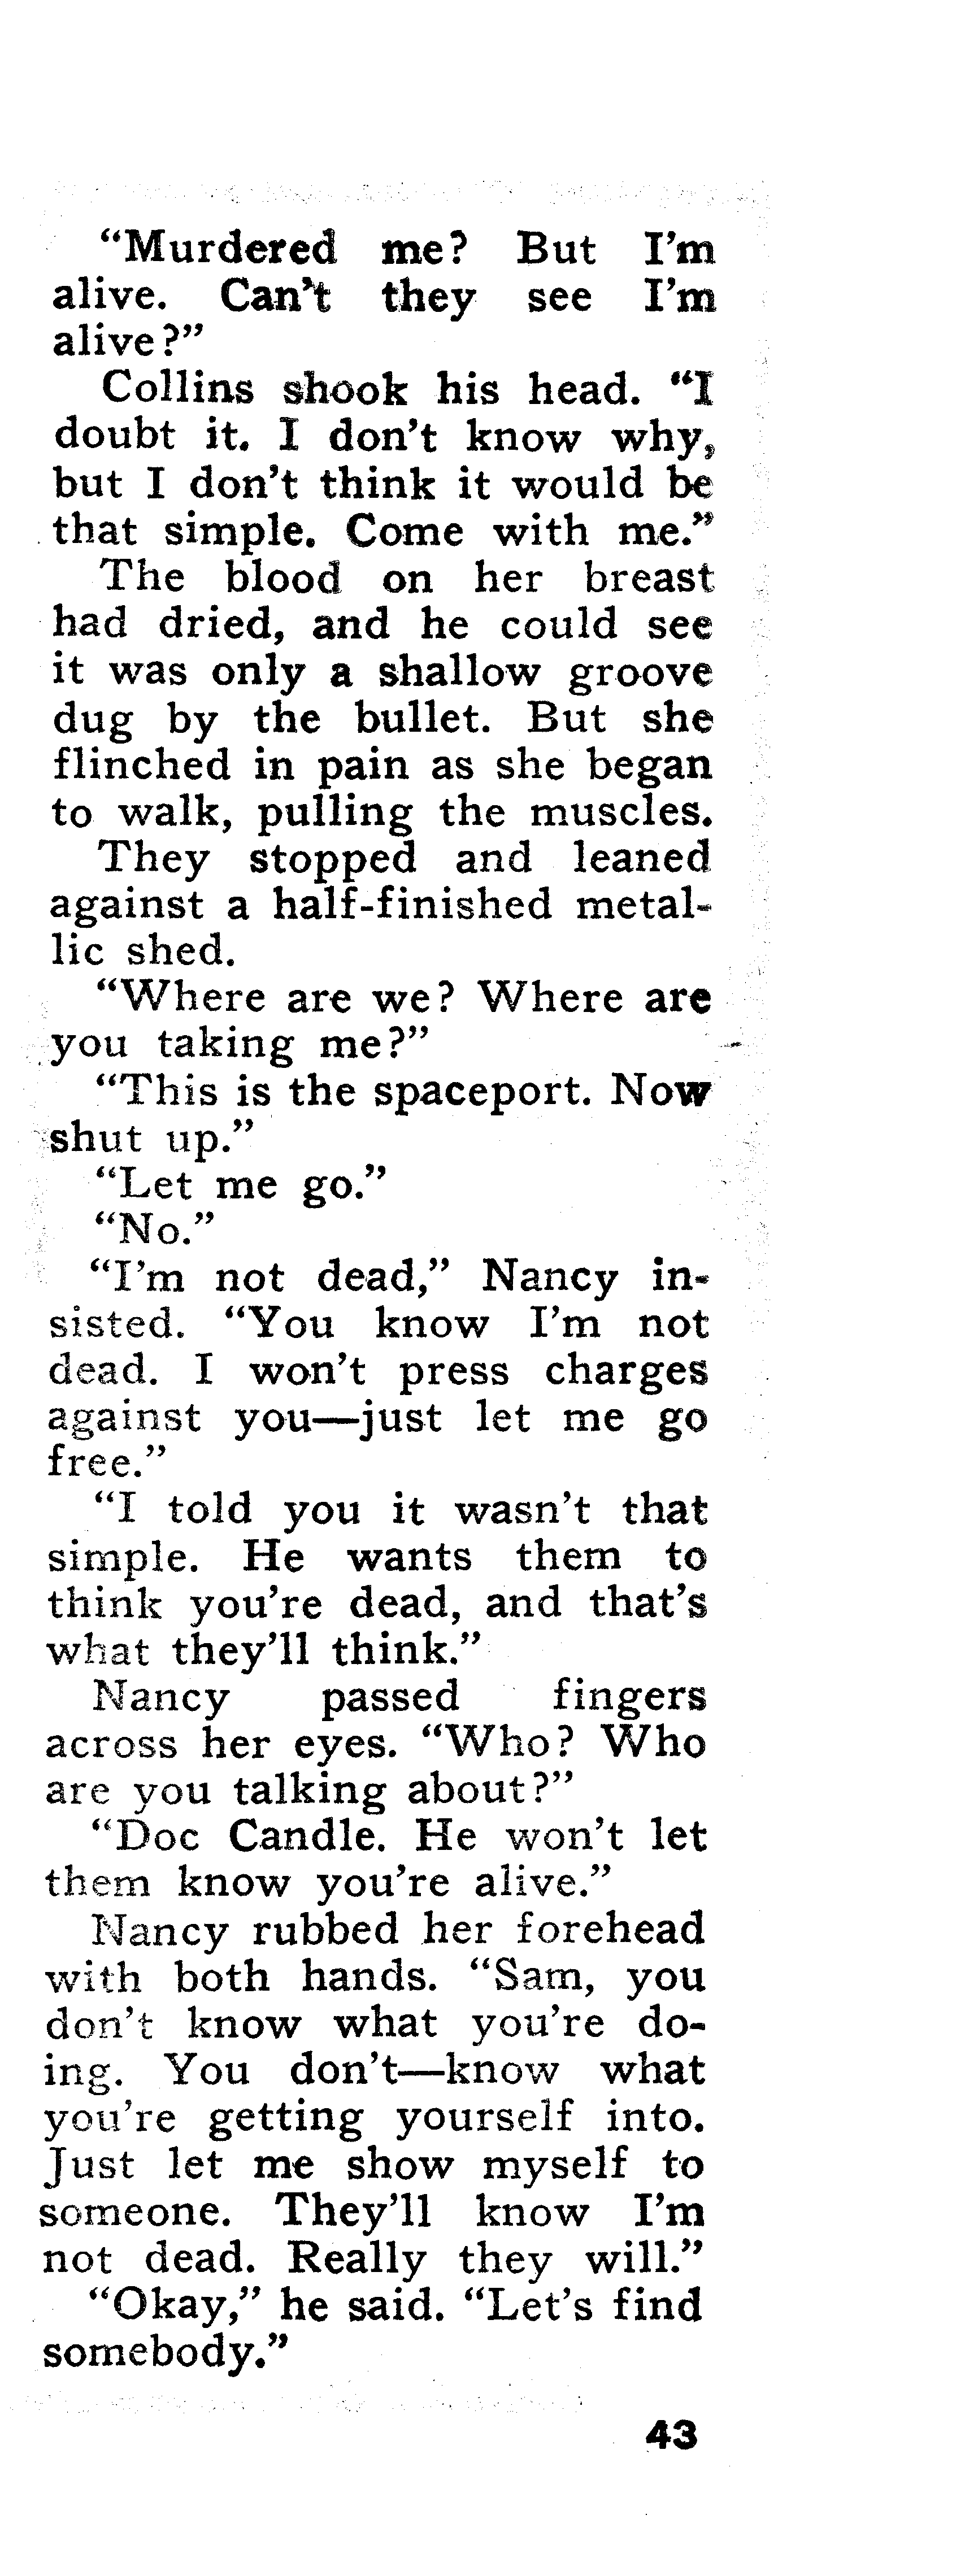 “Murdered me? But I’m
alive. Can’t they see I’m
alive?”
Collins shook his head. “I
doubt it. I don’t know why,
but I don’t think it would be
that simple. Come with me.”
The blood on her breast
had dried, and he could see
it was only a shallow groove
dug by the bullet. But she
flinched in pain as she began
to walk, pulling the muscles.
They stopped and leaned
against a half-finished metal-
lic shed.
“Where are we? Where are
you taking me?”
“This is the spaceport. Now
shut up.”
“Let me go.”
“No.”
“I’m not dead,” Nancy in-
sisted. “You know I’m not
dead. I won’t press charges
against you—just let me go
free.”
“I told you it wasn’t that
simple. He wants them to
think you’re dead, and that’s
what they’ll think.”
Nancy passed fingers
across her eyes. “Who? Who
are you talking about?”
“Doc Candle. He won’t let
them know you’re alive.”
Nancy rubbed her forehead
with both hands. “Sam, you
don’t know what you’re do-
ing. You don’t—know what
you’re getting yourself into.
Just let me show myself to
someone. They’ll know I’m
not dead. Really they will.”
“Okay,” he said. “Let’s find
somebody.”
43